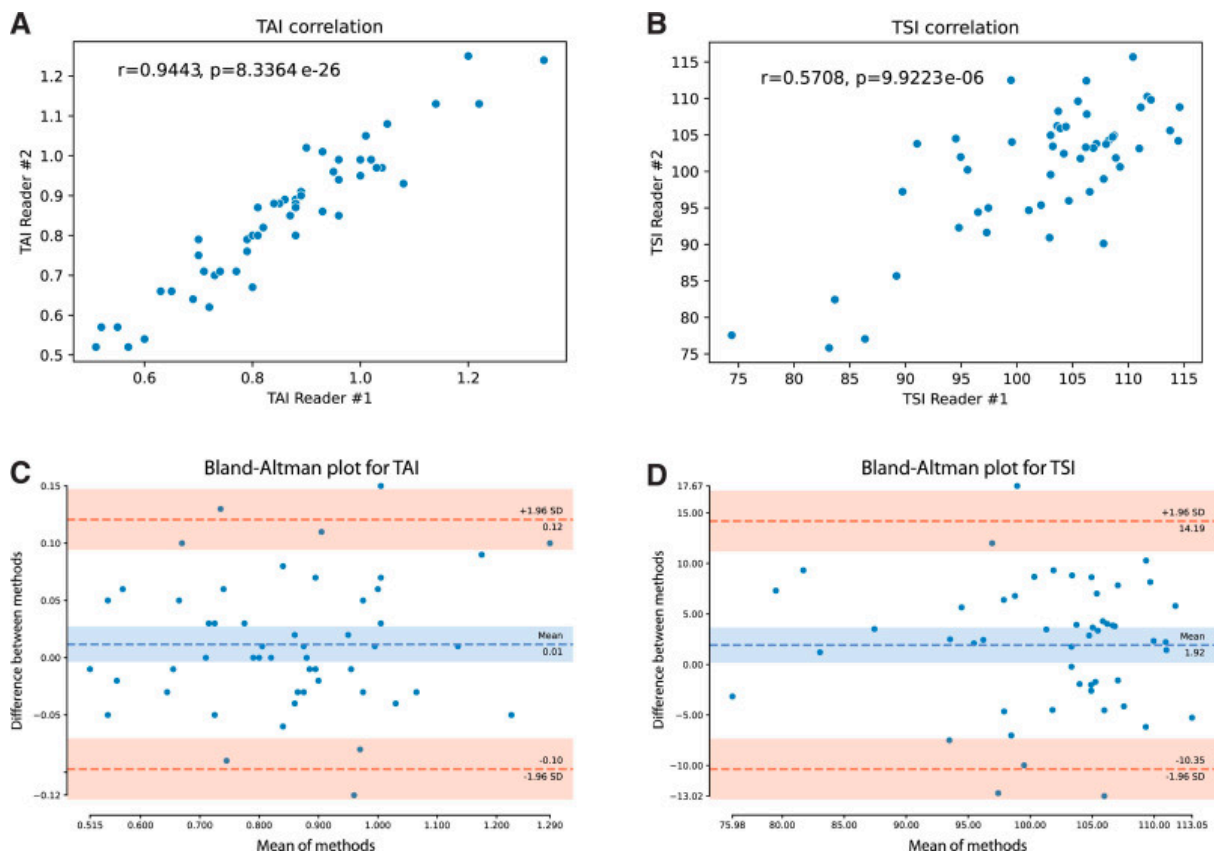 A
TAI correlation
r=0.9443, p=8.3364 e-26
TAI Reader #2
1.2
1.1
1.0
0.9
0.8
0.7
0.6
0.5
0.6
0.8
1.0
1.2
TAI Reader #1
B
TSI correlation
r=0.5708, p=9.9223e-06
TSI Reader #2
115
110
105
100
95
90
85
80
75
75
80
85
90
95
100
105
110
115
TSI Reader #1
C
Bland-Altman plot for TAI
Difference between methods
0.15
0.10
0.05
0.00
−0.05
−0.12
+1.96 SD
0.12
Mean
0.01
-0.10
-1.96 SD
0.515
0.600
0.700
0.800
0.900
1.000
1.100
1.200
1.290
Mean of methods
D
Bland-Altman plot for TSI
Difference between methods
17.67
15.00
10.00
5.00
0.00
−5.00
−10.00
−13.02
+1.96 SD
14.19
Mean
1.92
-10.35
-1.96 SD
75.98
80.00
85.00
90.00
95.00
100.00
105.00
110.00
113.05
Mean of methods